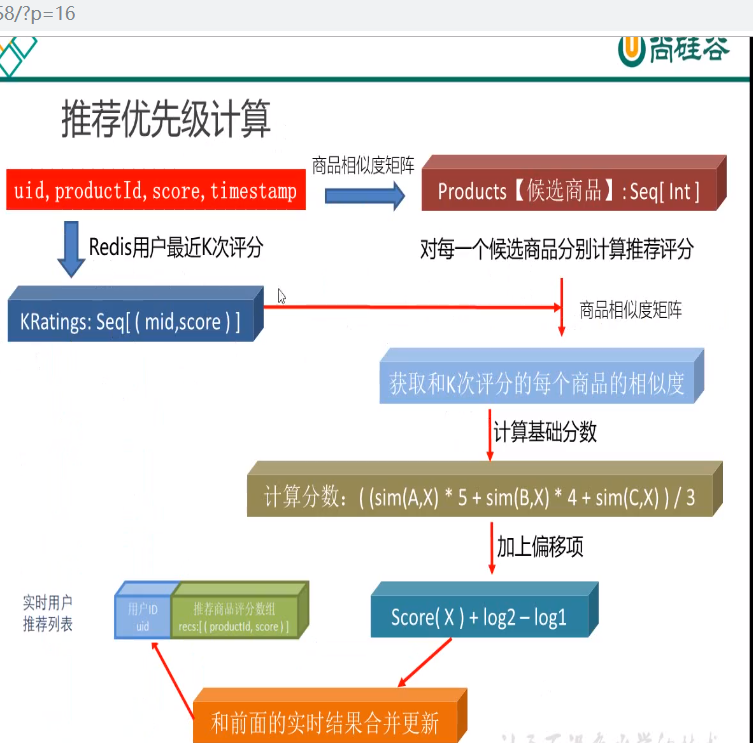 58/?p=16
尚硅谷
推荐优先级计算
uid,productId,score,timestamp
商品相似度矩阵
Products【候选商品】: Seq[ Int ]
Redis用户最近K次评分
对每一个候选商品分别计算推荐评分
KRatings: Seq[ ( mid,score ) ]
商品相似度矩阵
获取和K次评分的每个商品的相似度
计算基础分数
计算分数：( (sim(A,X) * 5 + sim(B,X) * 4 + sim(C,X) ) / 3
加上偏移项
实时用户
推荐列表
用户ID
uid
推荐商品评分数组
recs:[ ( productId, score ) ]
Score( X ) + log2 – log1
和前面的实时结果合并更新